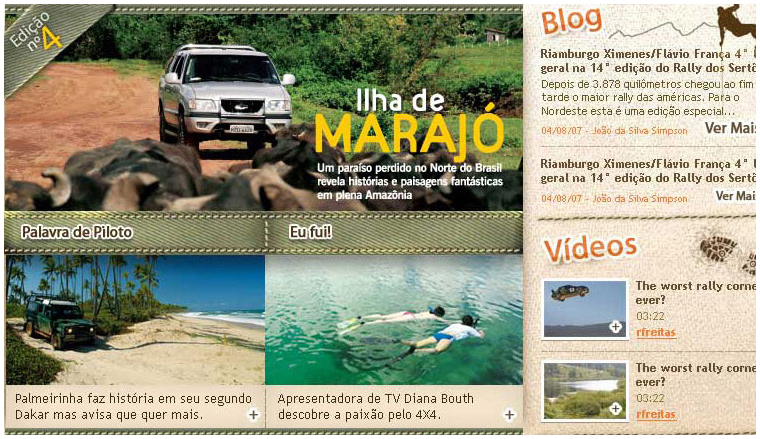 Edição
nº4
Ilha de
MARAJÓ
Um paraíso perdido no Norte do Brasil
revela histórias e paisagens fantásticas
em plena Amazônia
Palavra de Piloto
Eu fui!
Palmeirinha faz história em seu segundo
Dakar mas avisa que quer mais.
Apresentadora de TV Diana Bouth
descobre a paixão pelo 4X4.
Blog
Riamburgo Ximenes/Flávio França 4°
geral na 14° edição do Rally dos Sertõ
Depois de 3.878 quilômetros chegou ao fim
tarde o maior rally das américas. Para o
Nordeste esta é uma edição especial...
04/08/07 - João da Silva Simpson Ver Mais
Riamburgo Ximenes/Flávio França 4°
geral na 14° edição do Rally dos Sertõ
04/08/07 - João da Silva Simpson Ver Mais
Vídeos
The worst rally corne
ever?
03:22
rfreitas
The worst rally corne
ever?
03:22
rfreitas